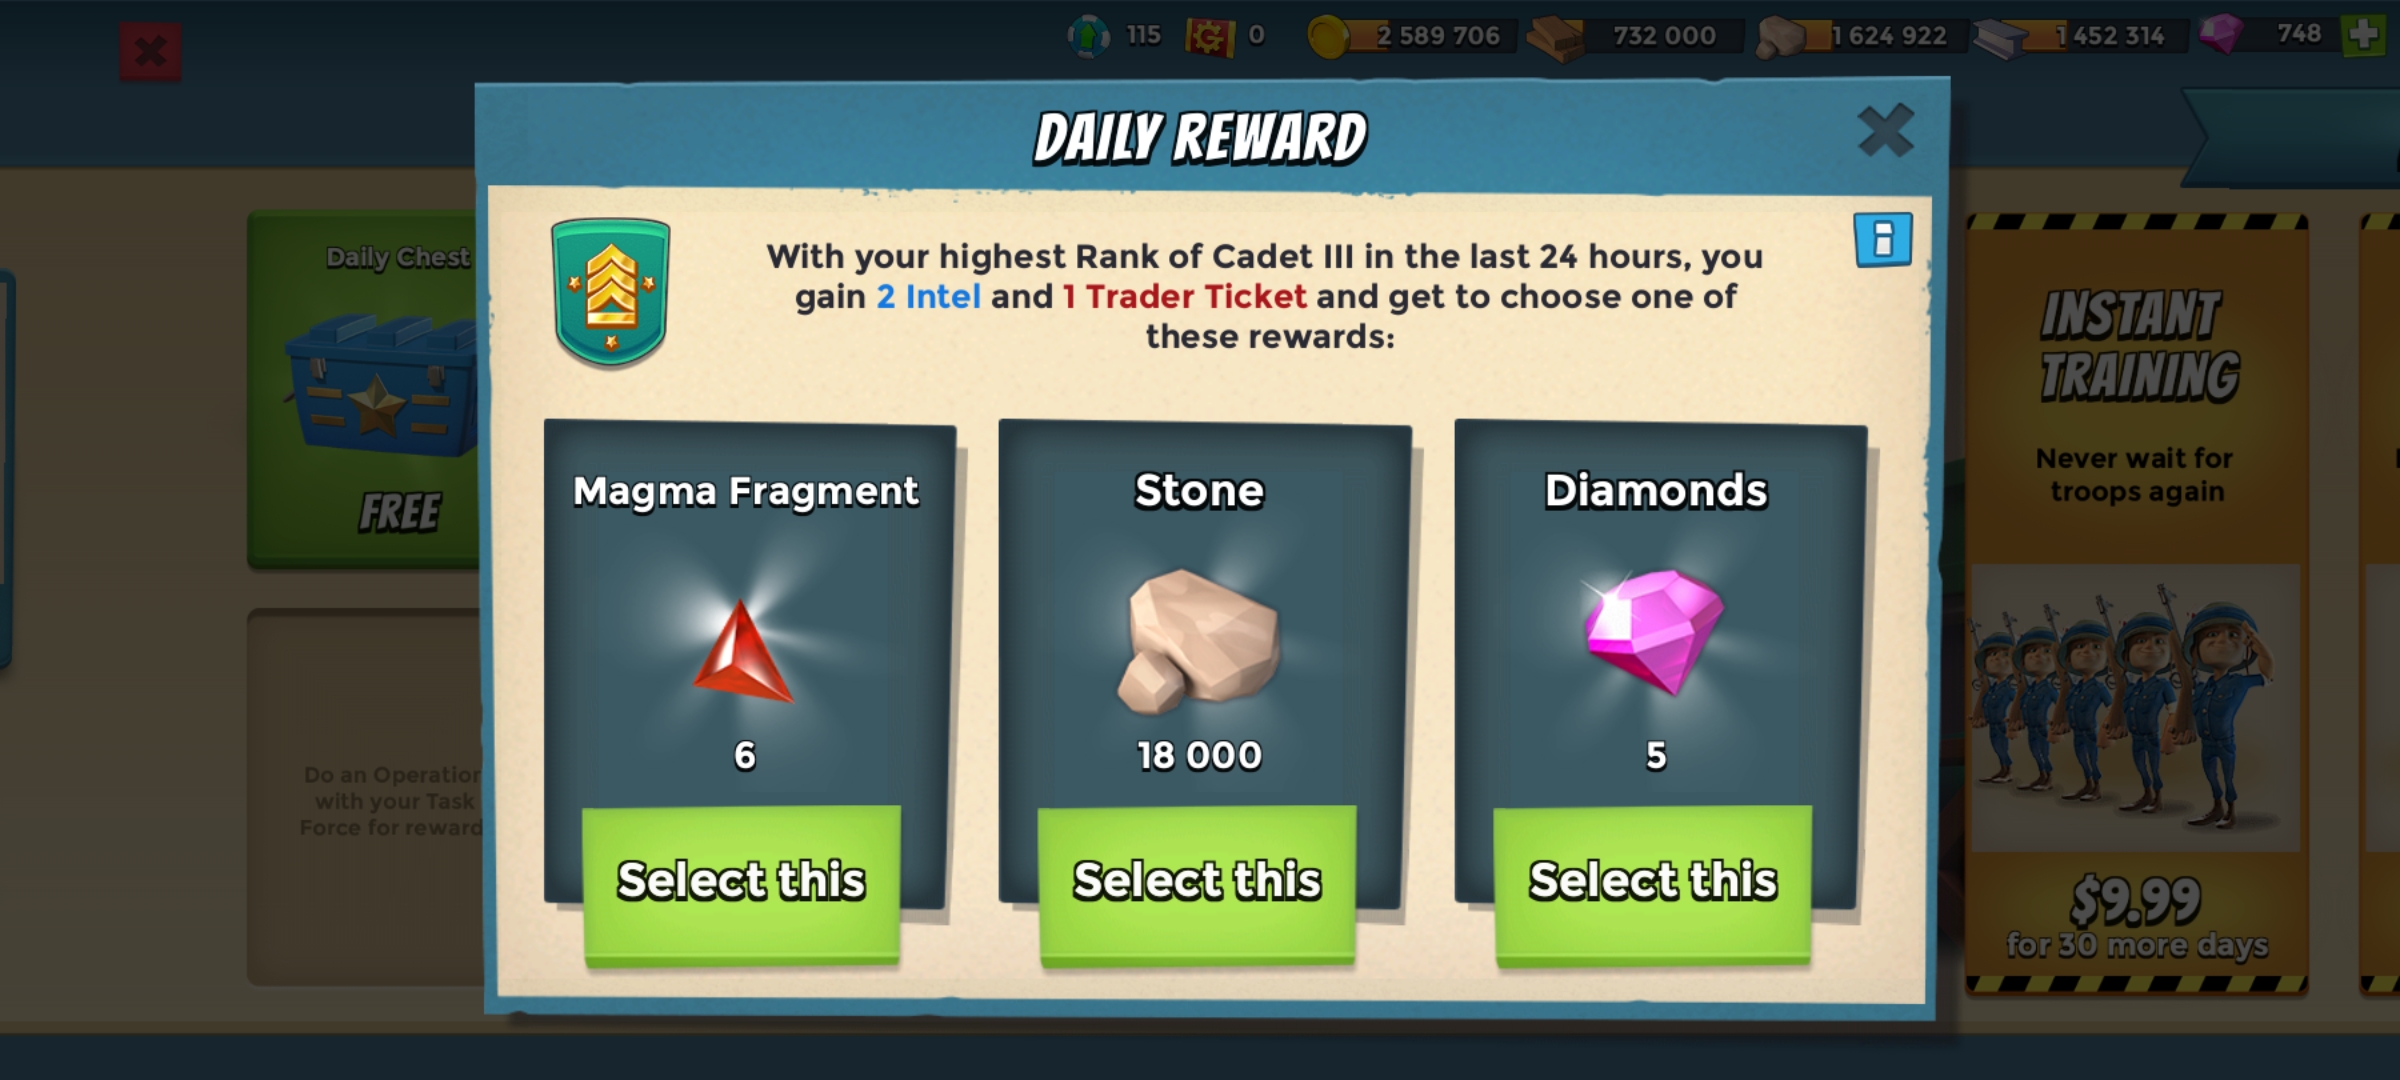 115
0
2 589 706
732 000
1 624 922
1 452 314
748
DAILY REWARD
With your highest Rank of Cadet III in the last 24 hours, you
gain 2 Intel and 1 Trader Ticket and get to choose one of
these rewards:
Magma Fragment
6
Select this
Stone
18 000
Select this
Diamonds
5
Select this
Daily Chest
FREE
Do an Operation
with your Task
Force for reward
INSTANT
TRAINING
Never wait for
troops again
$9.99
for 30 more days